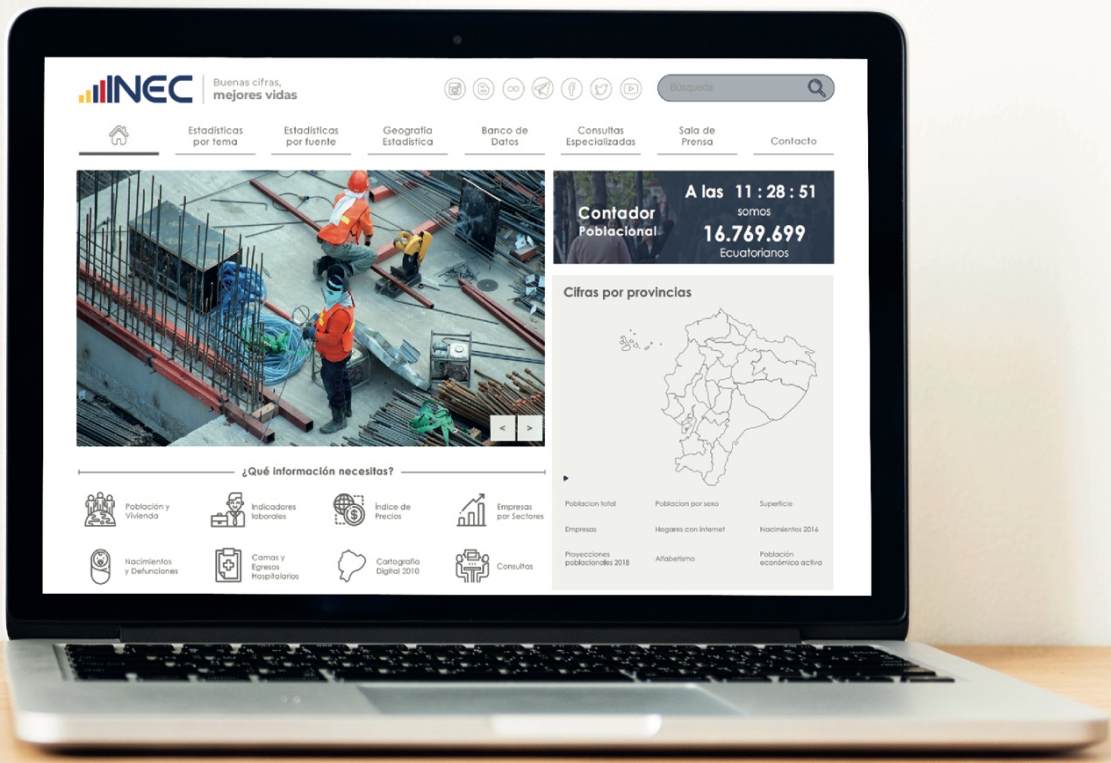 INEC
Buenas cifras,
mejores vidas
Búsqueda
Estadísticas
por tema
Estadísticas
por fuente
Geografía
Estadística
Banco de
Datos
Consultas
Especializadas
Sala de
Prensa
Contacto
Contador
Poblacional
A las 11 : 28 : 51
somos
16.769.699
Ecuatorianos
Cifras por provincias
< >
¿Qué información necesitas?
Población y
Vivienda
Indicadores
laborales
Índice de
Precios
Empresas
por Sectores
Nacimientos
y Defunciones
Camas y
Egresos
Hospitalarios
Cartografía
Digital 2010
Consultas
Poblacion total
Poblacion por sexo
Superficie
Empresas
Hogares con internet
Nacimientos 2016
Proyecciones
poblacionales 2018
Alfabetismo
Población
económica activa